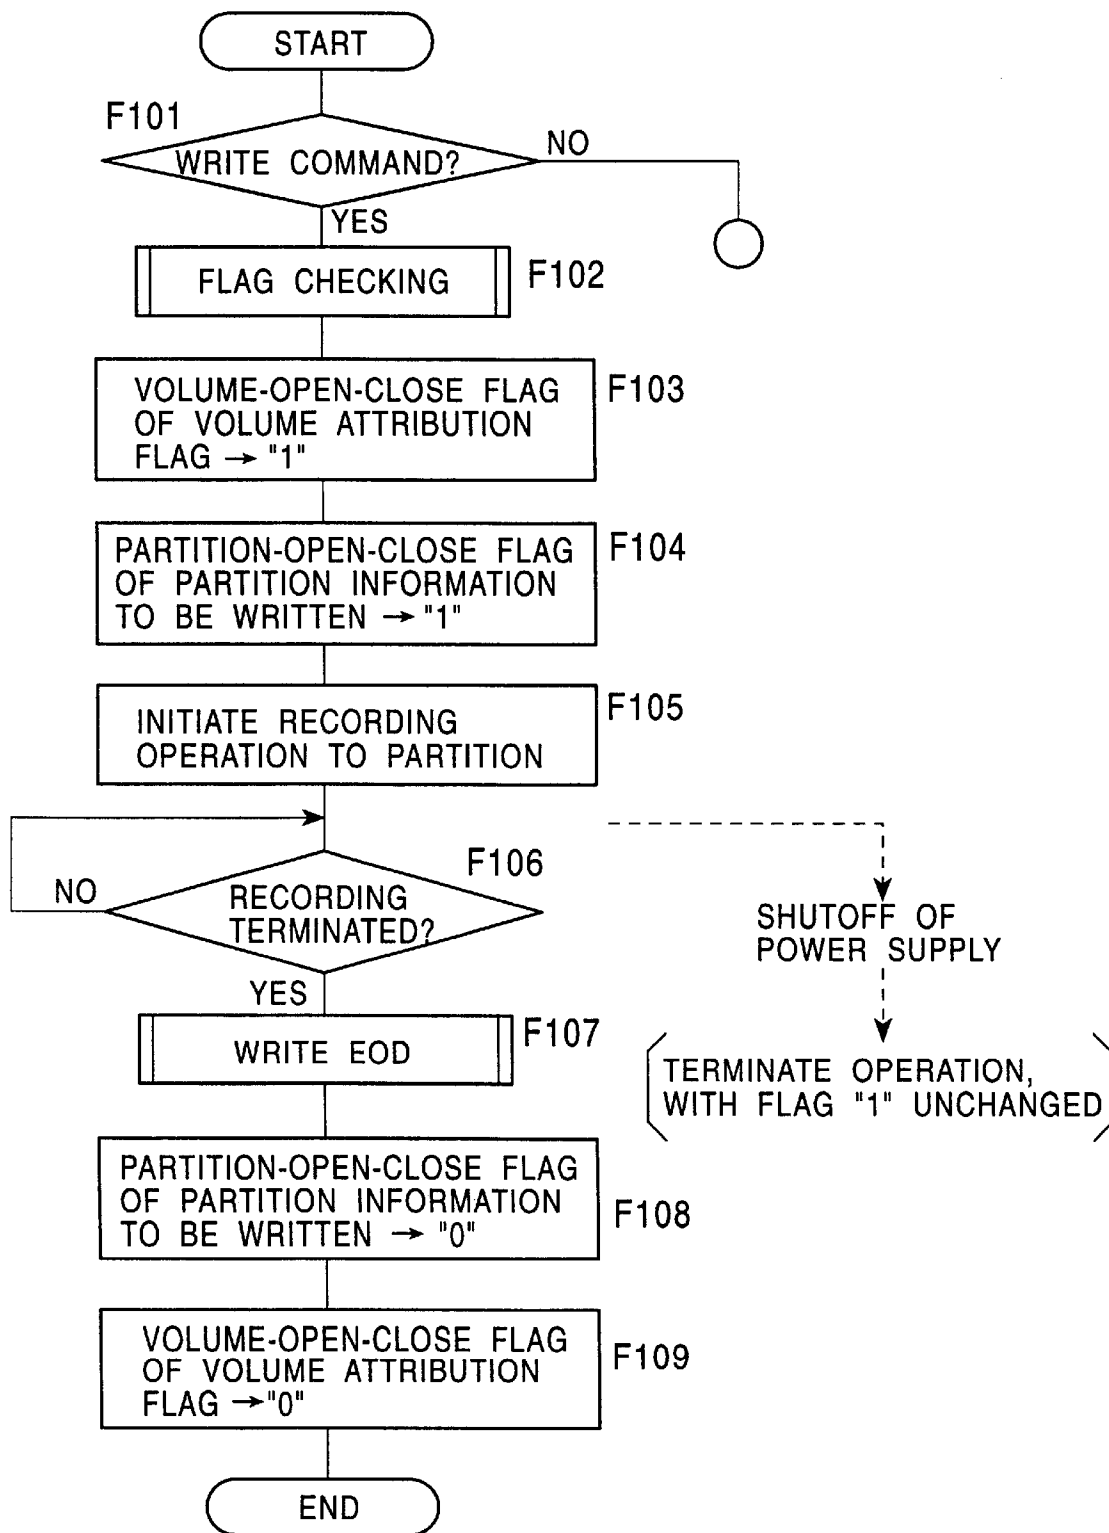 START
F101
WRITE COMMAND?
NO
YES
FLAG CHECKING
F102
VOLUME-OPEN-CLOSE FLAG
OF VOLUME ATTRIBUTION
FLAG → "1"
F103
PARTITION-OPEN-CLOSE FLAG
OF PARTITION INFORMATION
TO BE WRITTEN → "1"
F104
INITIATE RECORDING
OPERATION TO PARTITION
F105
F106
NO
RECORDING
TERMINATED?
YES
SHUTOFF OF
POWER SUPPLY
WRITE EOD
F107
TERMINATE OPERATION,
WITH FLAG "1" UNCHANGED
PARTITION-OPEN-CLOSE FLAG
OF PARTITION INFORMATION
TO BE WRITTEN → "0"
F108
VOLUME-OPEN-CLOSE FLAG
OF VOLUME ATTRIBUTION
FLAG → "0"
F109
END